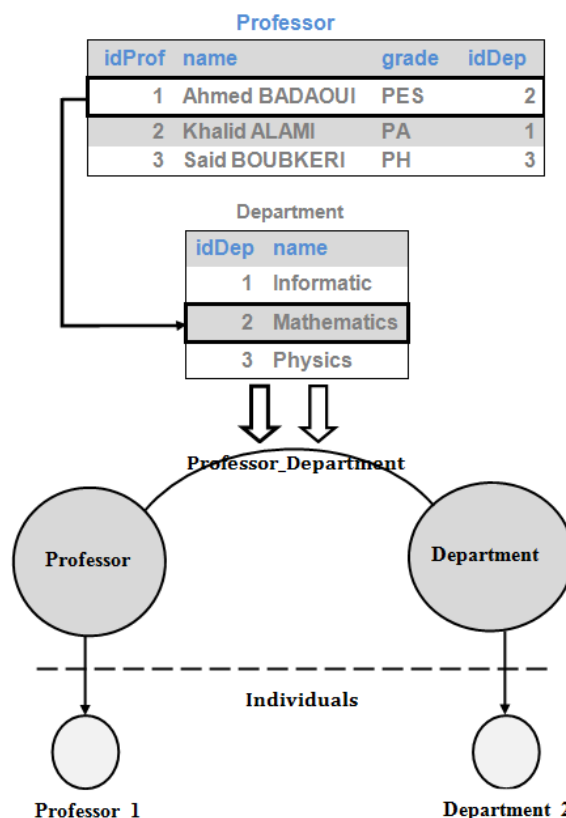 Professor
idProf name grade idDep
1 Ahmed BADAOUI PES 2
2 Khalid ALAMI PA 1
3 Said BOUBKERI PH 3
Department
idDep name
1 Informatic
2 Mathematics
3 Physics
Professor_Department
Professor
Department
Individuals
Professor_1
Department_2